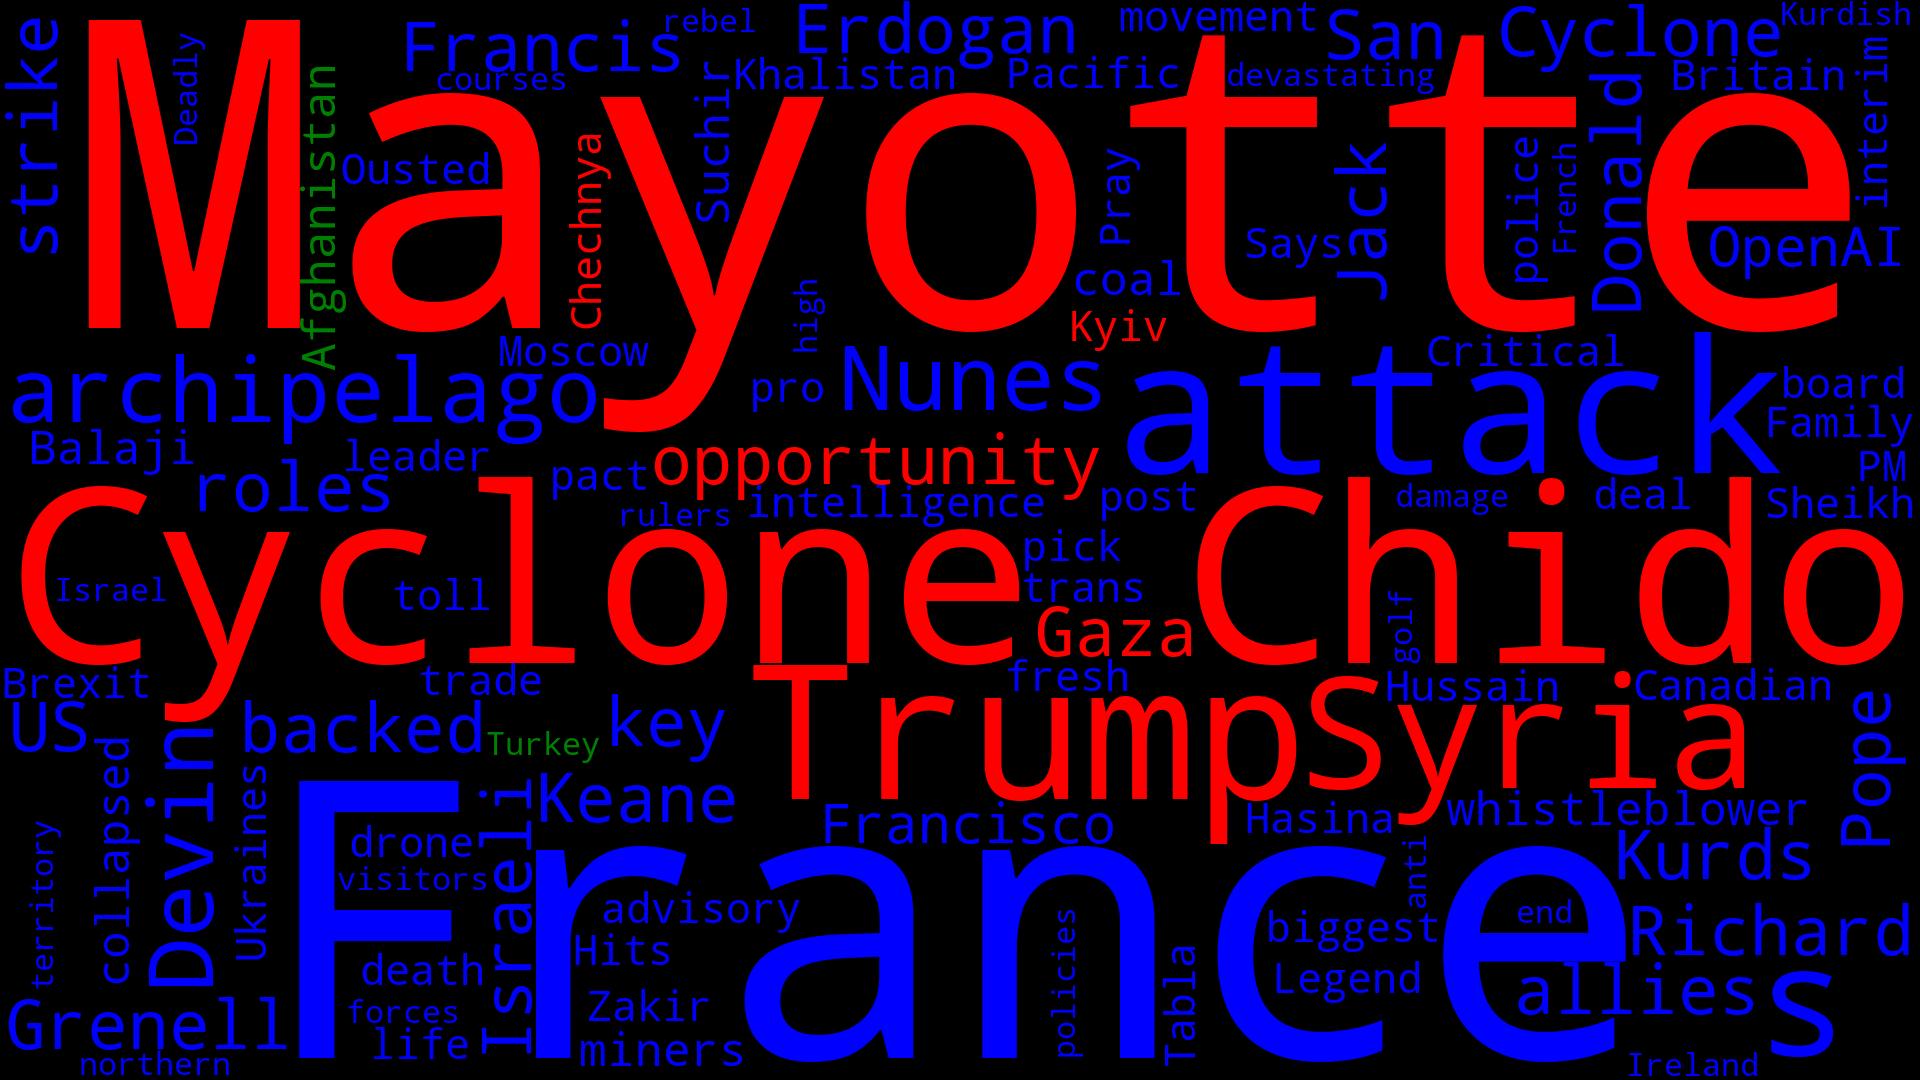 strike
Mayotte
Deadly
Francis
rebel
Erdogan
movement
San
Cyclone
Kurdish
courses
Khalistan
Pacific
devastating
Britain
interim
Afghanistan
Ousted
Chechnya
Suchir
Pray
Jack
police
French
Donald
OpenAI
Says
coal
high
Kyiv
Moscow
archipelago
pro
Nunes
attack
Critical
board
Family
Balaji
leader
roles
pact
opportunity
PM
intelligence
post
damage
deal
Sheikh
rulers
Cyclone
Chido
pick
trans
Israel
toll
Gaza
golf
Brexit
trade
fresh
Hussain
Canadian
US
backed
Turkey
key
Trump
Syria
Pope
collapsed
Devin
Ukraines
Israeli
Keane
Francisco
Hasina
whistleblower
territory
France
s
drone
visitors
anti
Kurds
advisory
biggest
end
Richard
Hits
death
policies
Tabla
Legend
allies
Grenell
forces
Zakir
life
miners
northern
Ireland